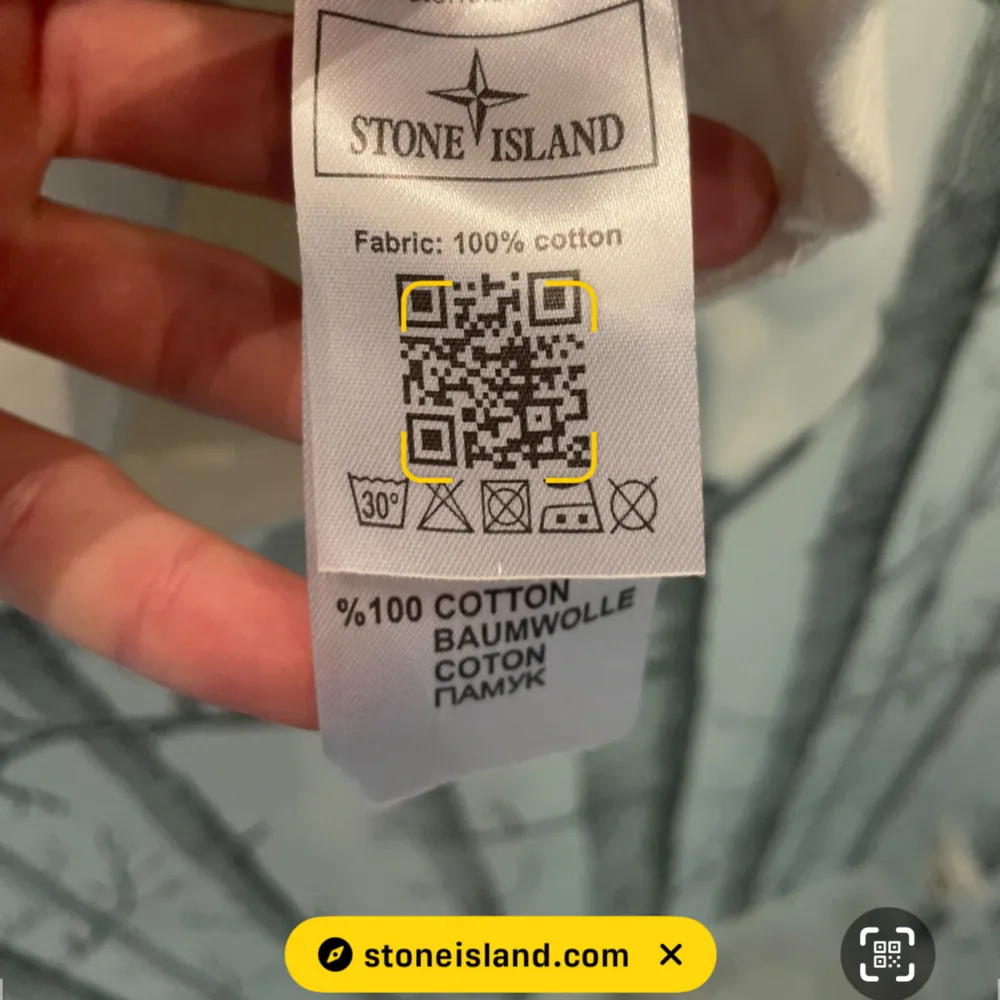 STONE ISLAND
Fabric: 100% cotton
30°
%100 COTTON
BAUMWOLLE
COTON
ПАМУК
stoneisland.com